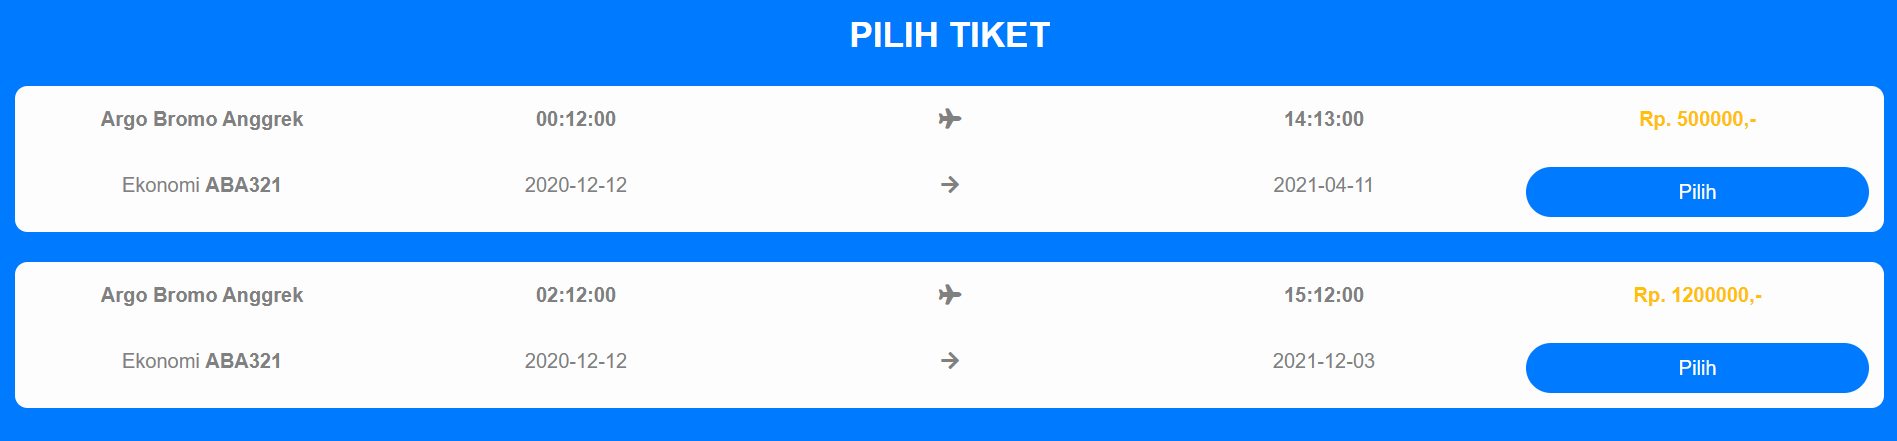 PILIH TIKET
Argo Bromo Anggrek 00:12:00 14:13:00 Rp. 500000,-
Ekonomi ABA321 2020-12-12 2021-04-11 Pilih
Argo Bromo Anggrek 02:12:00 15:12:00 Rp. 1200000,-
Ekonomi ABA321 2020-12-12 2021-12-03 Pilih